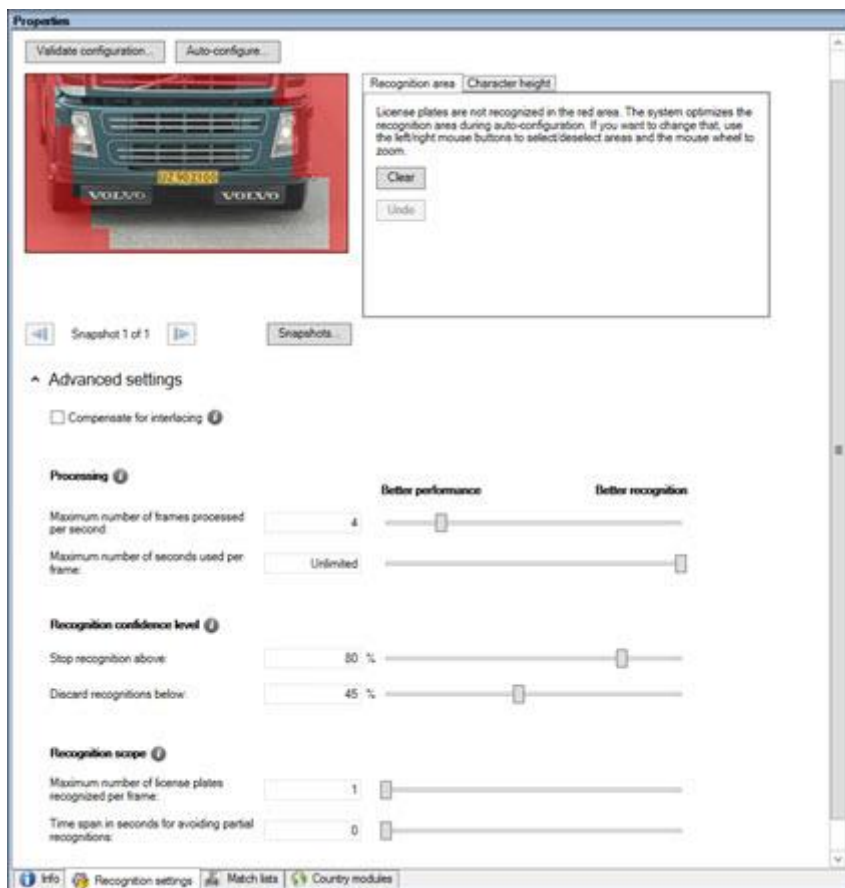 Properties
Validate configuration...
Auto-configure...
Recognition area
Character height
License plates are not recognized in the red area. The system optimizes the
recognition area during auto-configuration. If you want to change that, use
the left/right mouse buttons to select/deselect areas and the mouse wheel to
zoom.
Clear
Undo
UZ 902100
VOLVO
VOLVO
Snapshot 1 of 1
Snapshots...
Advanced settings
Compensate for interlacing
Processing
Better performance
Better recognition
Maximum number of frames processed
per second:
4
Maximum number of seconds used per
frame:
Unlimited
Recognition confidence level
Stop recognition above:
80 %
Discard recognitions below:
45 %
Recognition scope
Maximum number of license plates
recognized per frame:
1
Time span in seconds for avoiding partial
recognitions:
0
Info
Recognition settings
Match lists
Country modules